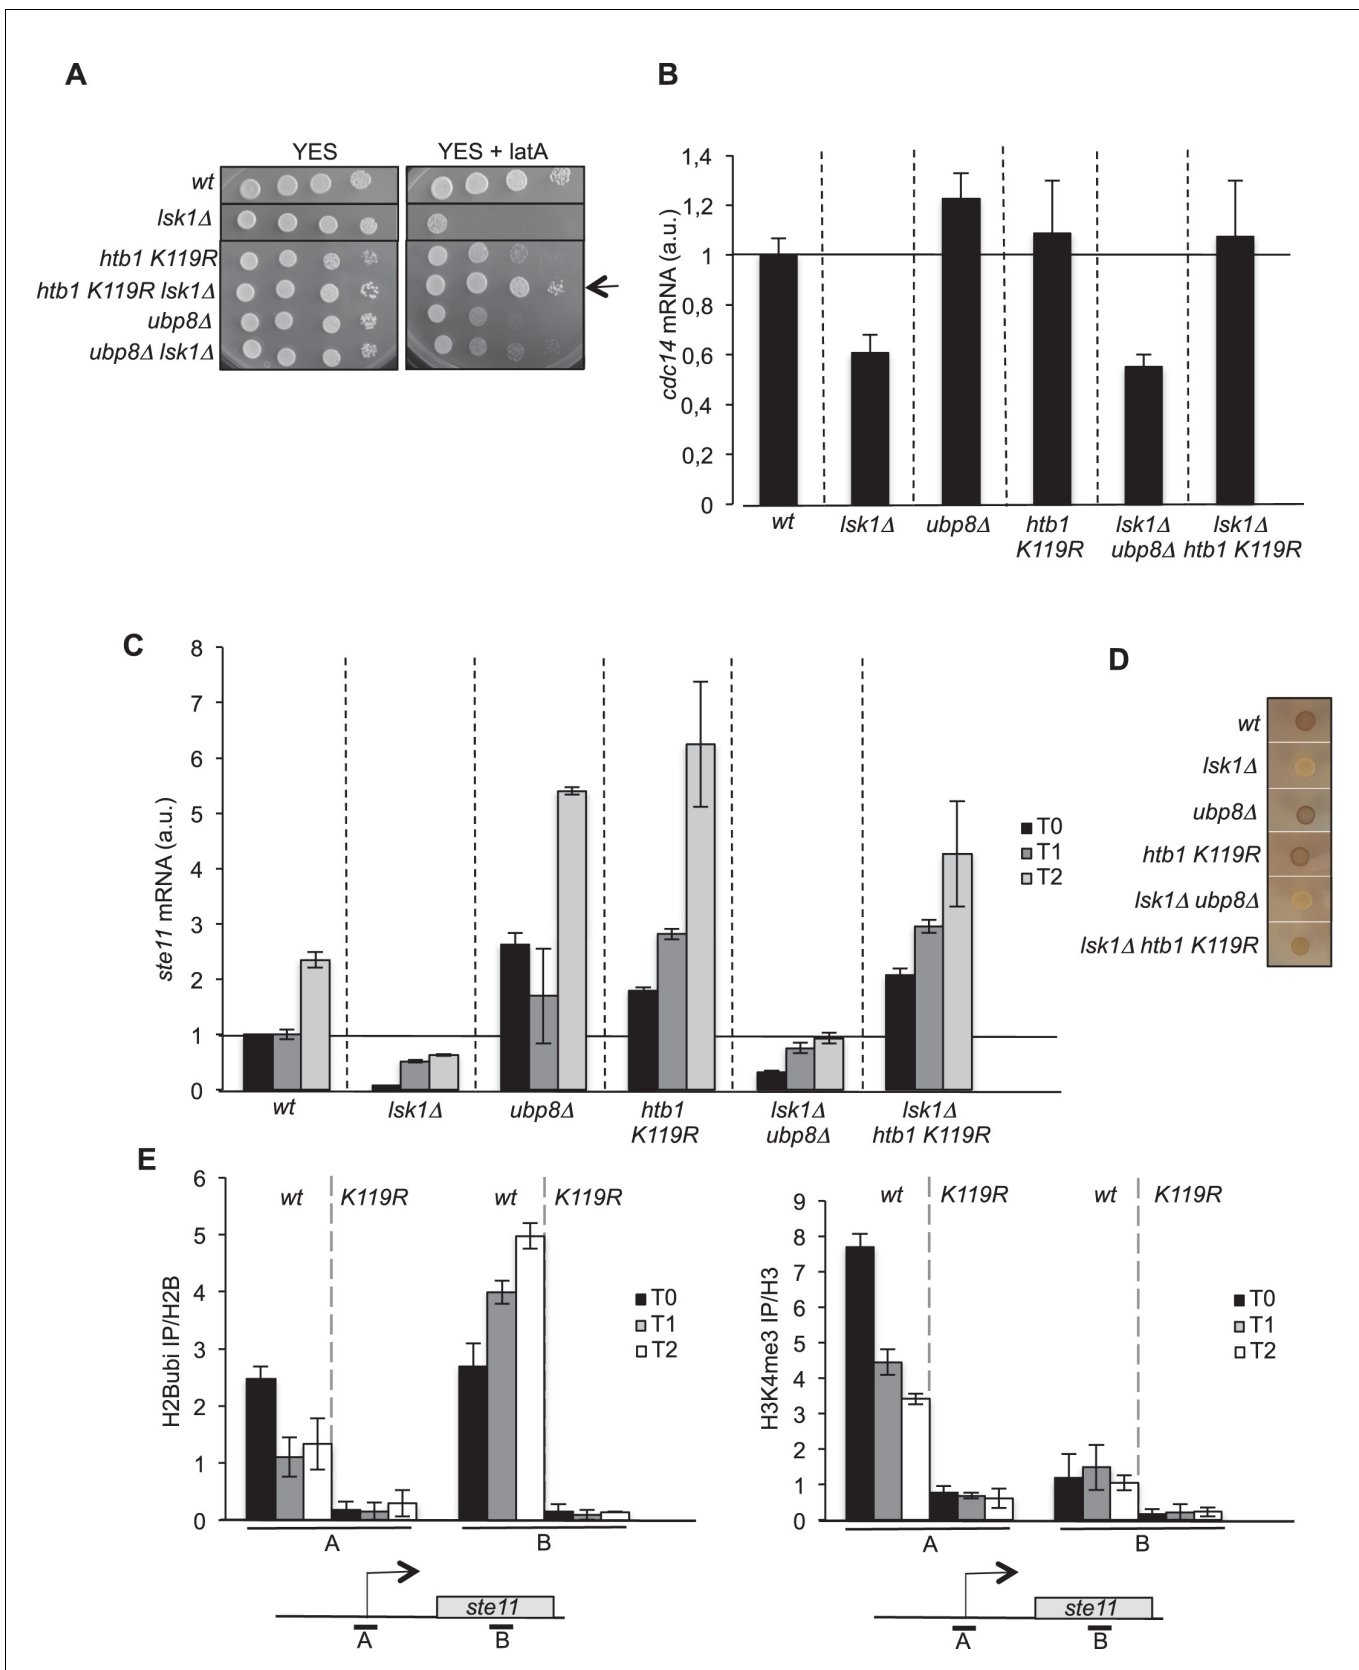 A
YES
YES + latA
wt
lsk1Δ
htb1 K119R
htb1 K119R lsk1Δ
ubp8Δ
ubp8Δ lsk1Δ
B
cdc14 mRNA (a.u.)
1,4
1,2
1
0,8
0,6
0,4
0,2
0
wt
lsk1Δ
ubp8Δ
htb1
K119R
lsk1Δ
ubp8Δ
lsk1Δ
htb1 K119R
C
ste11 mRNA (a.u.)
8
7
6
5
4
3
2
1
0
T0
T1
T2
wt
lsk1Δ
ubp8Δ
htb1
K119R
lsk1Δ
ubp8Δ
lsk1Δ
htb1 K119R
D
wt
lsk1Δ
ubp8Δ
htb1 K119R
lsk1Δ ubp8Δ
lsk1Δ htb1 K119R
E
H2Bubi IP/H2B
6
5
4
3
2
1
0
wt
K119R
wt
K119R
T0
T1
T2
A
B
ste11
A
B
H3K4me3 IP/H3
9
8
7
6
5
4
3
2
1
0
wt
K119R
wt
K119R
T0
T1
T2
A
B
ste11
A
B